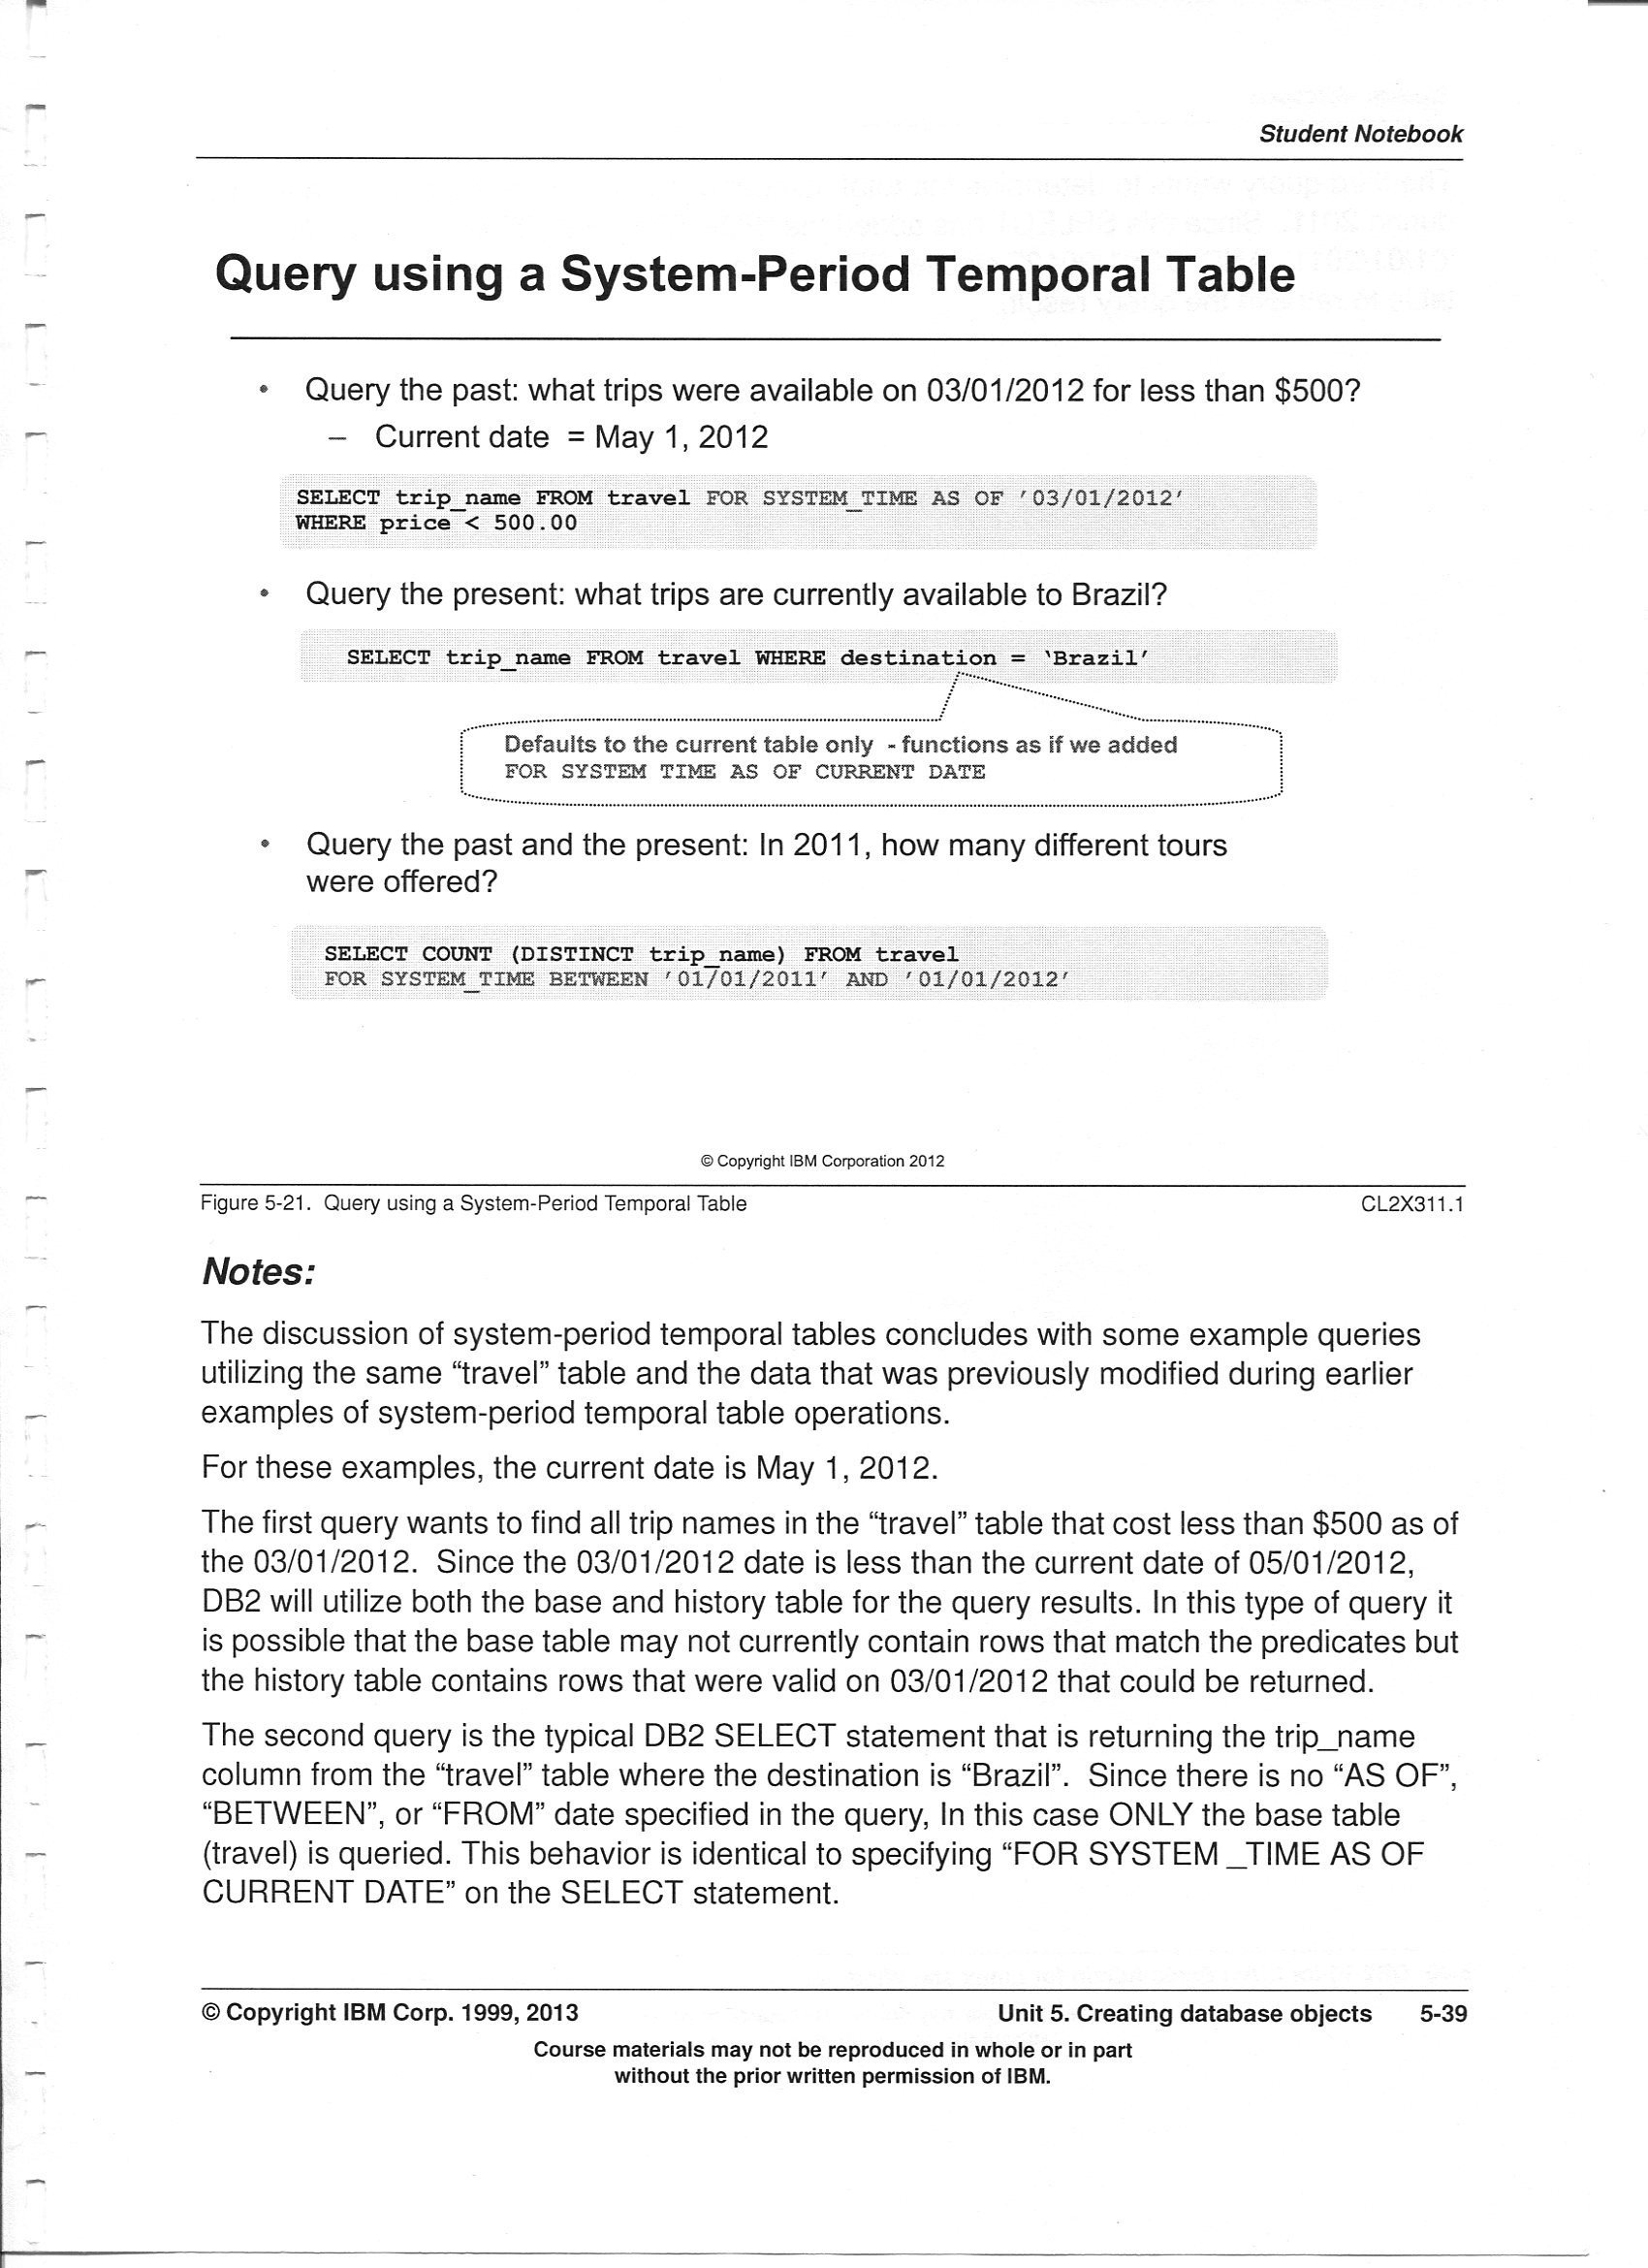 Student Notebook
Query using a System-Period Temporal Table
• Query the past: what trips were available on 03/01/2012 for less than $500?
– Current date = May 1, 2012
SELECT trip_name FROM travel FOR SYSTEM_TIME AS OF '03/01/2012'
WHERE price < 500.00
• Query the present: what trips are currently available to Brazil?
SELECT trip_name FROM travel WHERE destination = ‘Brazil’
Defaults to the current table only - functions as if we added
FOR SYSTEM TIME AS OF CURRENT DATE
• Query the past and the present: In 2011, how many different tours
were offered?
SELECT COUNT (DISTINCT trip_name) FROM travel
FOR SYSTEM_TIME BETWEEN '01/01/2011' AND '01/01/2012'
© Copyright IBM Corporation 2012
Figure 5-21. Query using a System-Period Temporal Table CL2X311.1
Notes:
The discussion of system-period temporal tables concludes with some example queries
utilizing the same “travel” table and the data that was previously modified during earlier
examples of system-period temporal table operations.
For these examples, the current date is May 1, 2012.
The first query wants to find all trip names in the “travel” table that cost less than $500 as of
the 03/01/2012. Since the 03/01/2012 date is less than the current date of 05/01/2012,
DB2 will utilize both the base and history table for the query results. In this type of query it
is possible that the base table may not currently contain rows that match the predicates but
the history table contains rows that were valid on 03/01/2012 that could be returned.
The second query is the typical DB2 SELECT statement that is returning the trip_name
column from the “travel” table where the destination is “Brazil”. Since there is no “AS OF”,
“BETWEEN”, or “FROM” date specified in the query, In this case ONLY the base table
(travel) is queried. This behavior is identical to specifying “FOR SYSTEM _TIME AS OF
CURRENT DATE” on the SELECT statement.
© Copyright IBM Corp. 1999, 2013 Unit 5. Creating database objects 5-39
Course materials may not be reproduced in whole or in part
without the prior written permission of IBM.